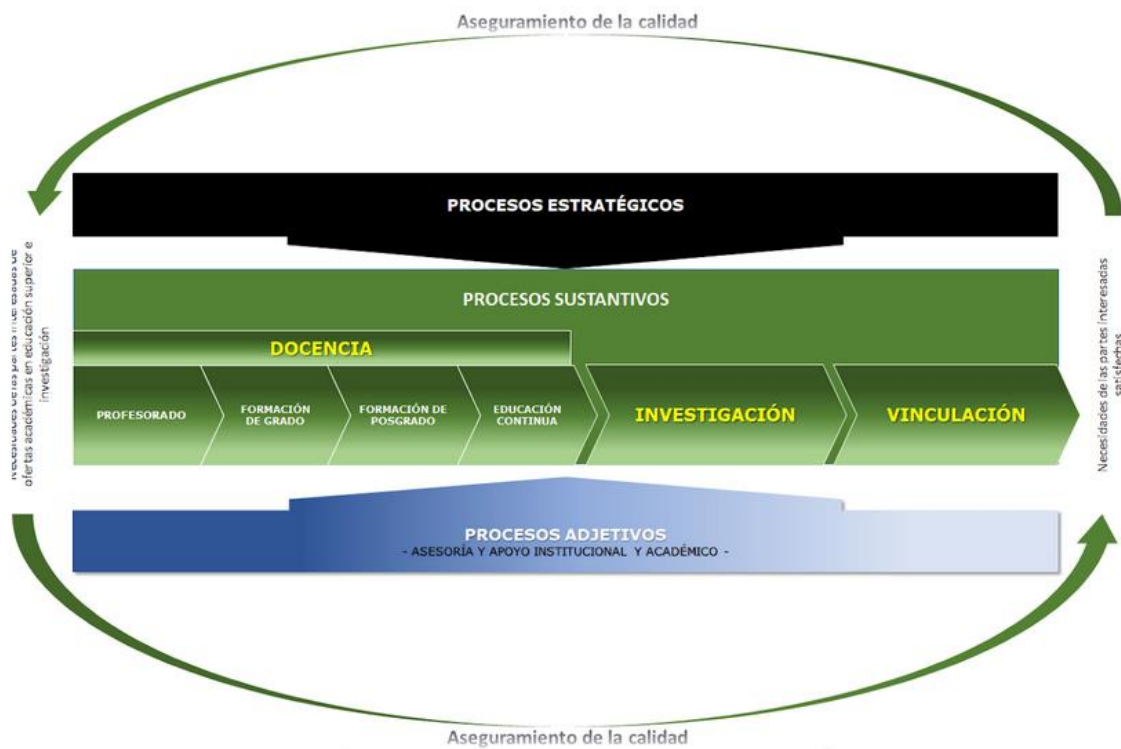 Aseguramiento de la calidad
PROCESOS ESTRATÉGICOS
PROCESOS SUSTANTIVOS
DOCENCIA
PROFESORADO
FORMACIÓN
DE GRADO
FORMACIÓN DE
POSGRADO
EDUCACIÓN
CONTINUA
INVESTIGACIÓN
VINCULACIÓN
PROCESOS ADJETIVOS
- ASESORÍA Y APOYO INSTITUCIONAL Y ACADÉMICO -
ofertas académicas en educación superior e
investigación
Necesidades de las partes interesadas
satisfechas
Aseguramiento de la calidad